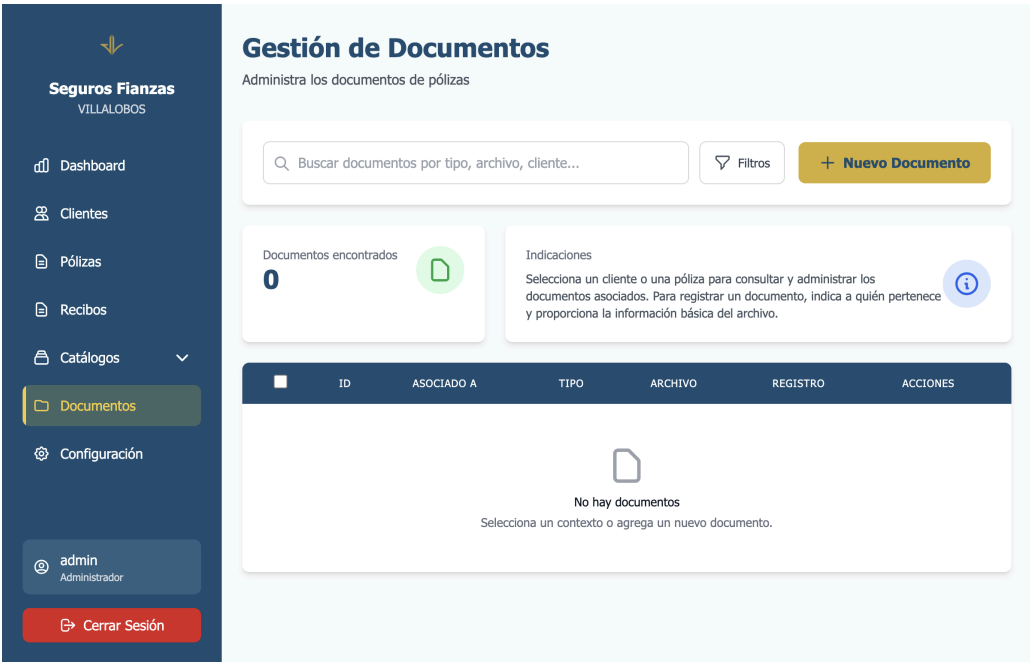 Seguros Fianzas
VILLALOBOS
Dashboard
Clientes
Pólizas
Recibos
Catálogos
Documentos
Configuración
admin
Administrador
Cerrar Sesión
Gestión de Documentos
Administra los documentos de pólizas
Buscar documentos por tipo, archivo, cliente...
Filtros
+ Nuevo Documento
Documentos encontrados
0
Indicaciones
Selecciona un cliente o una póliza para consultar y administrar los
documentos asociados. Para registrar un documento, indica a quién pertenece
y proporciona la información básica del archivo.
ID ASOCIADO A TIPO ARCHIVO REGISTRO ACCIONES
No hay documentos
Selecciona un contexto o agrega un nuevo documento.